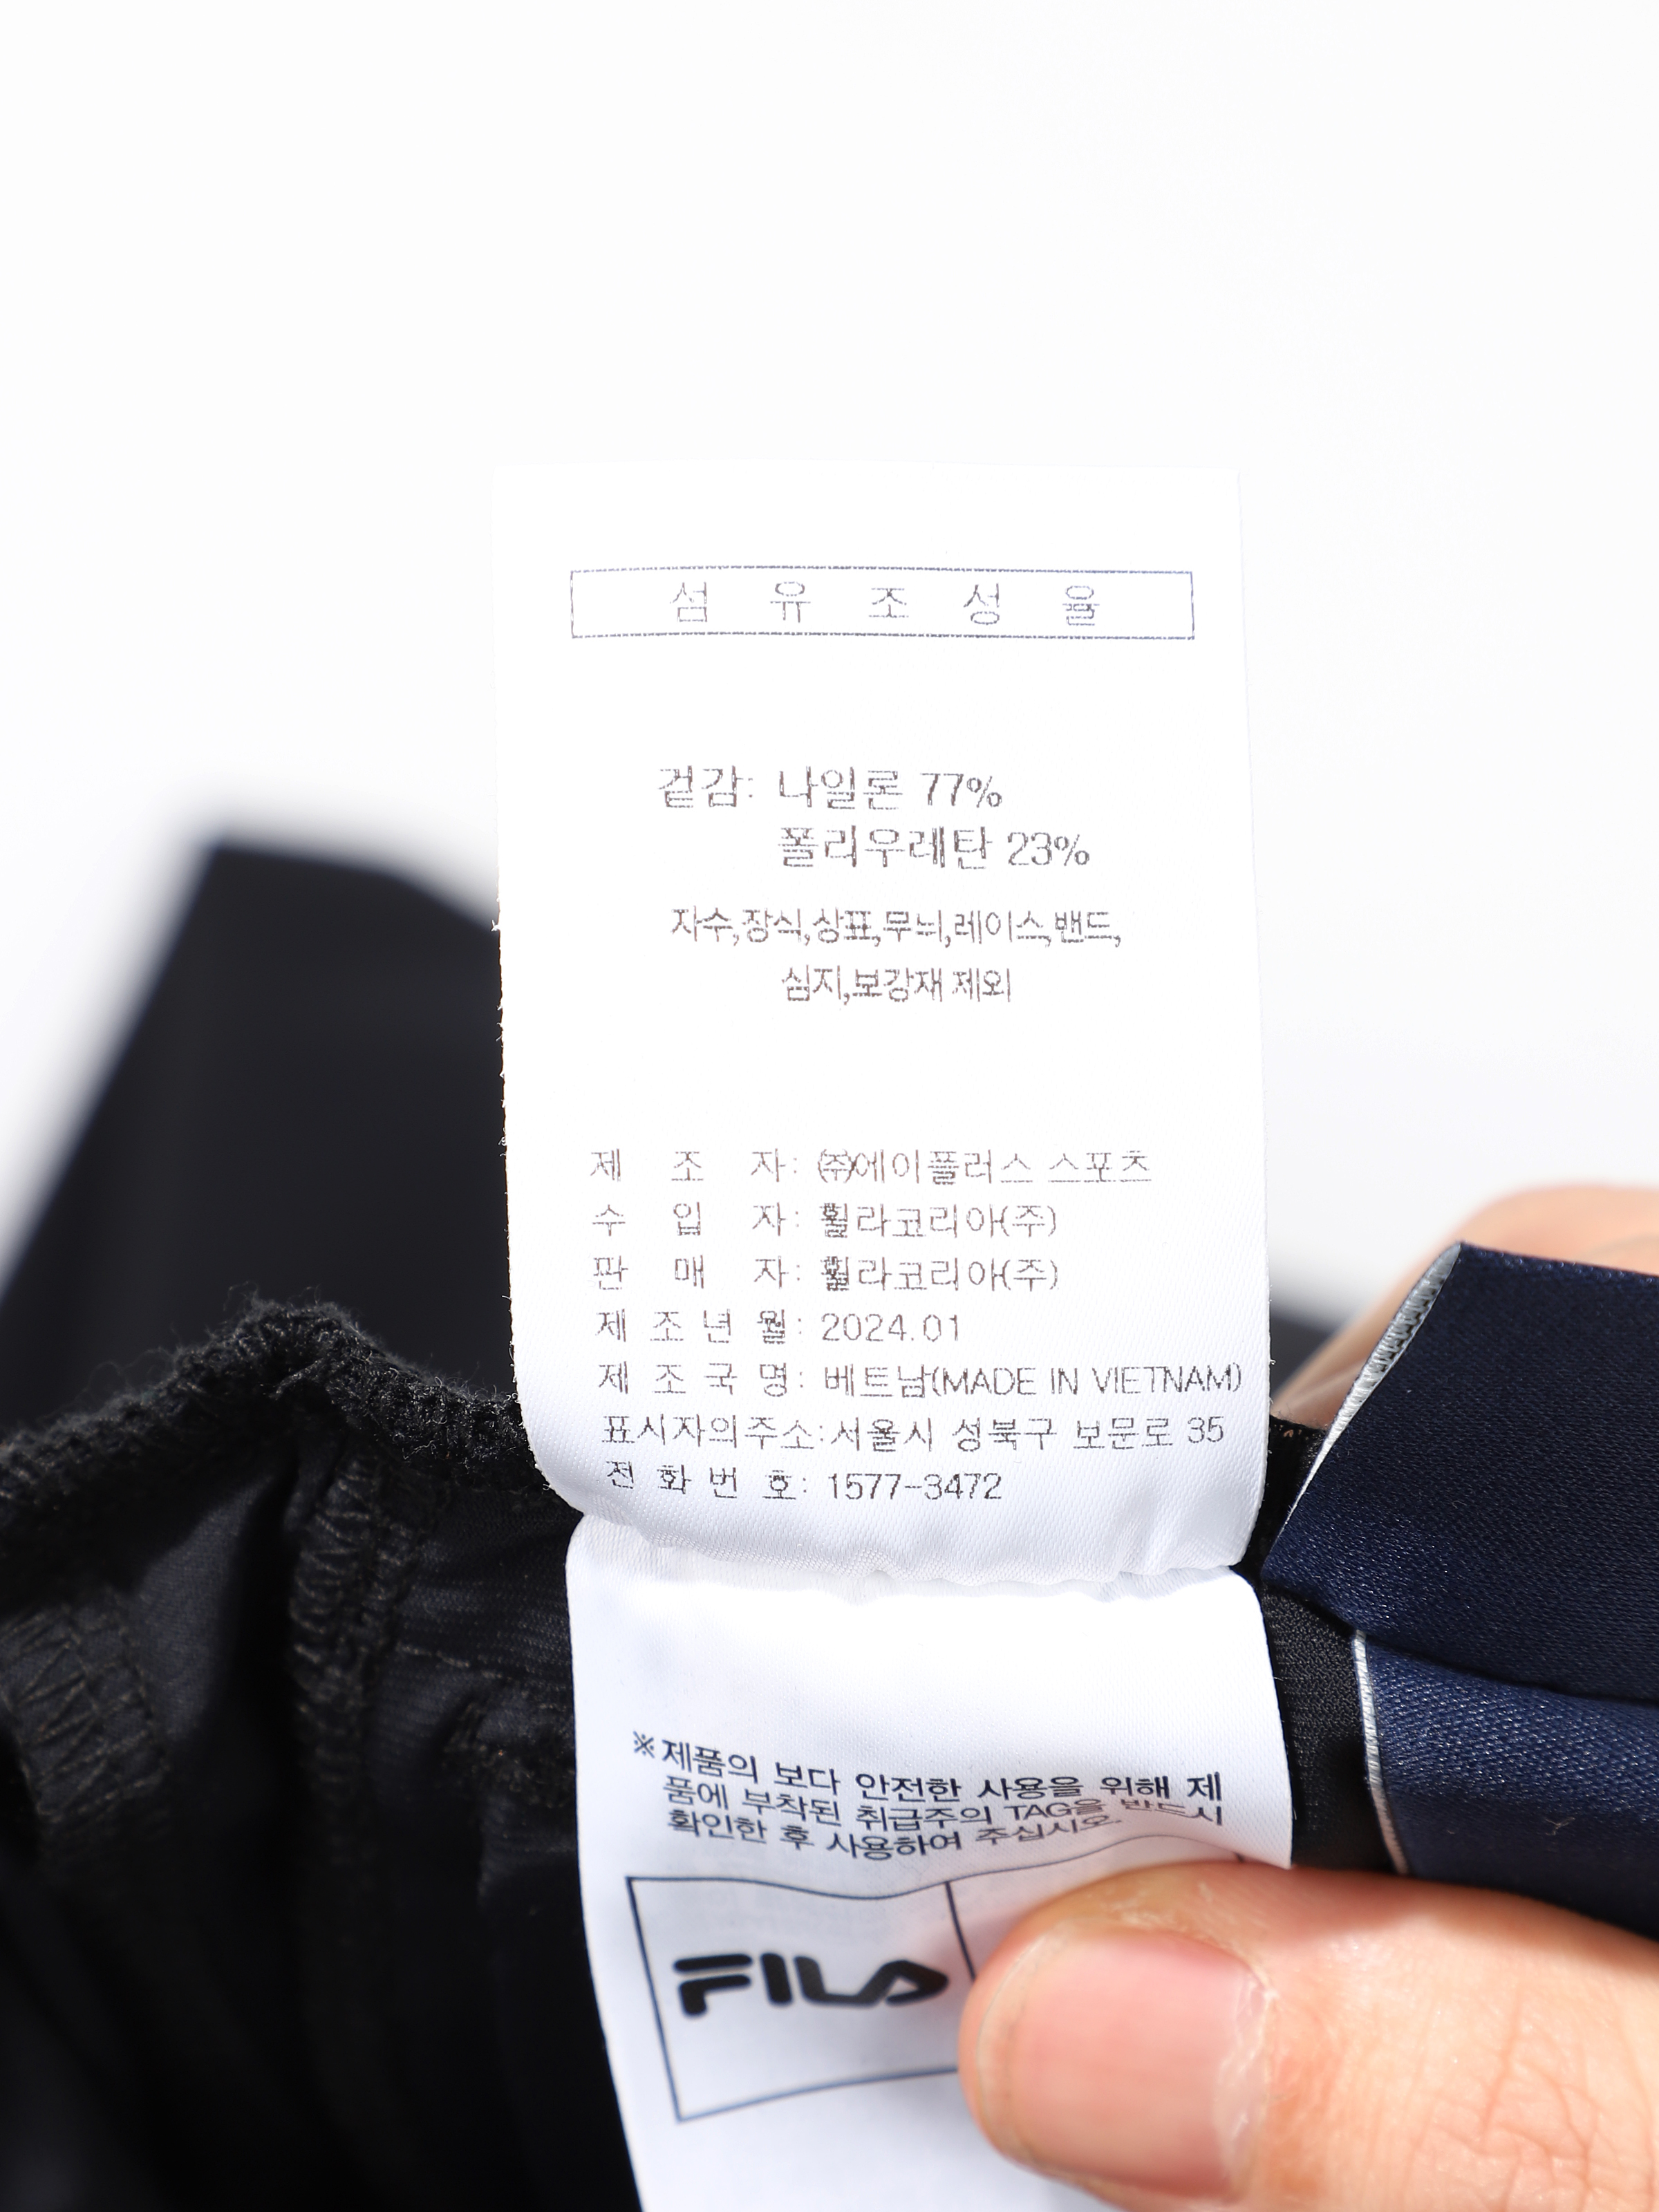 섬 유 조 성 율
겉감: 나일론 77%
폴리우레탄 23%
자수,장식,상표,무늬,레이스,밴드,
심지,보강재 제외
제 조 자: ㈜에이플러스 스포츠
수 입 자: 휠라코리아(주)
판 매 자: 휠라코리아(주)
제 조 년 월: 2024.01
제 조 국 명: 베트남(MADE IN VIETNAM)
표시자의주소:서울시 성북구 보문로 35
전 화 번 호: 1577-3472
※제품의 보다 안전한 사용을 위해 제
품에 부착된 취급주의 TAG을 반드시
확인한 후 사용하여 주십시오.
FILA